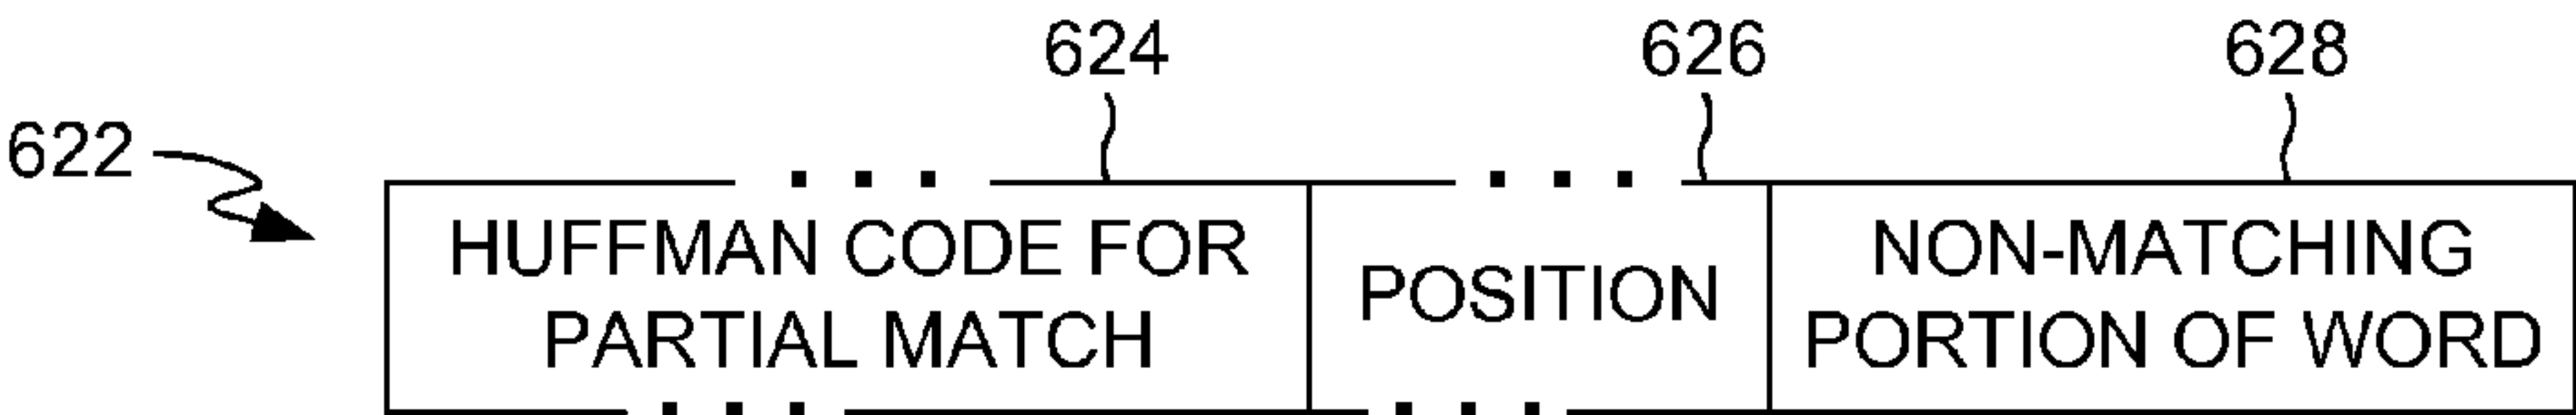 624 626 628
622
HUFFMAN CODE FOR
PARTIAL MATCH
POSITION
NON-MATCHING
PORTION OF WORD